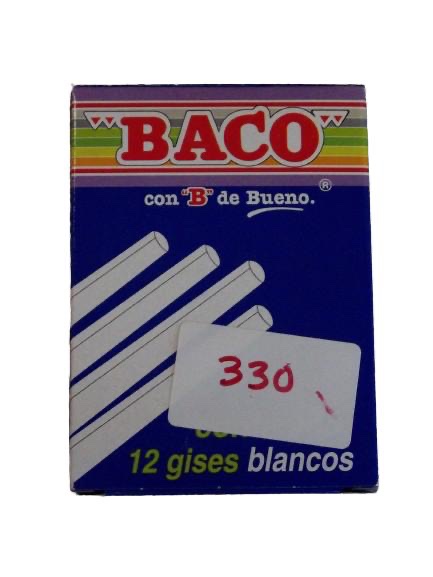 "BACO"
con "B" de Bueno. ®
330
12 gises blancos